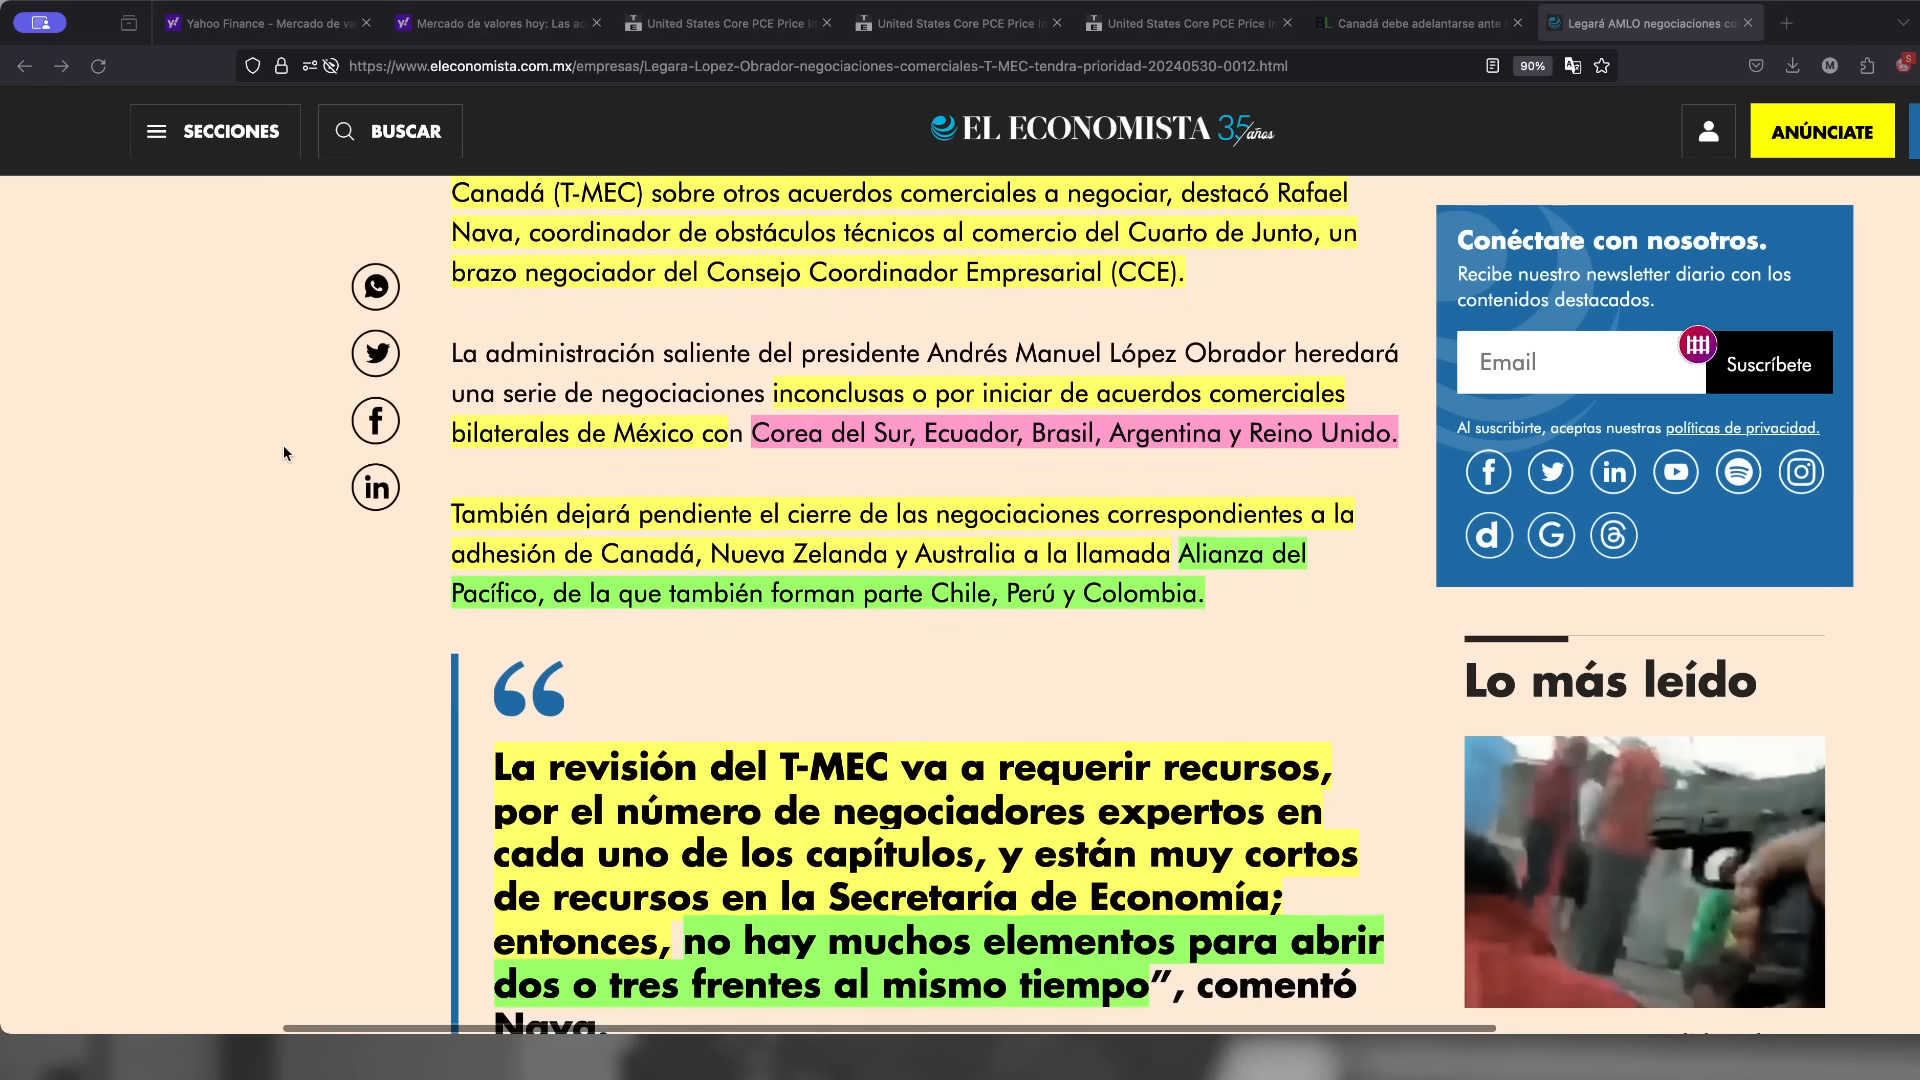 Yahoo Finance - Mercado de va
Mercado de valores hoy: Las ac
United States Core PCE Price In
United States Core PCE Price In
United States Core PCE Price In
Canadá debe adelantarse ante
Legará AMLO negociaciones co
https://www.eleconomista.com.mx/empresas/Legara-Lopez-Obrador-negociaciones-comerciales-T-MEC-tendra-prioridad-20240530-0012.html
90%
SECCIONES
BUSCAR
EL ECONOMISTA 35 años
ANÚNCIATE
Canadá (T-MEC) sobre otros acuerdos comerciales a negociar, destacó Rafael
Nava, coordinador de obstáculos técnicos al comercio del Cuarto de Junto, un
brazo negociador del Consejo Coordinador Empresarial (CCE).
La administración saliente del presidente Andrés Manuel López Obrador heredará
una serie de negociaciones inconclusas o por iniciar de acuerdos comerciales
bilaterales de México con Corea del Sur, Ecuador, Brasil, Argentina y Reino Unido.
También dejará pendiente el cierre de las negociaciones correspondientes a la
adhesión de Canadá, Nueva Zelanda y Australia a la llamada Alianza del
Pacífico, de la que también forman parte Chile, Perú y Colombia.
“
La revisión del T-MEC va a requerir recursos,
por el número de negociadores expertos en
cada uno de los capítulos, y están muy cortos
de recursos en la Secretaría de Economía;
entonces, no hay muchos elementos para abrir
dos o tres frentes al mismo tiempo”, comentó
Nava.
Conéctate con nosotros.
Recibe nuestro newsletter diario con los
contenidos destacados.
Email
Suscríbete
Al suscribirte, aceptas nuestras políticas de privacidad.
Lo más leído